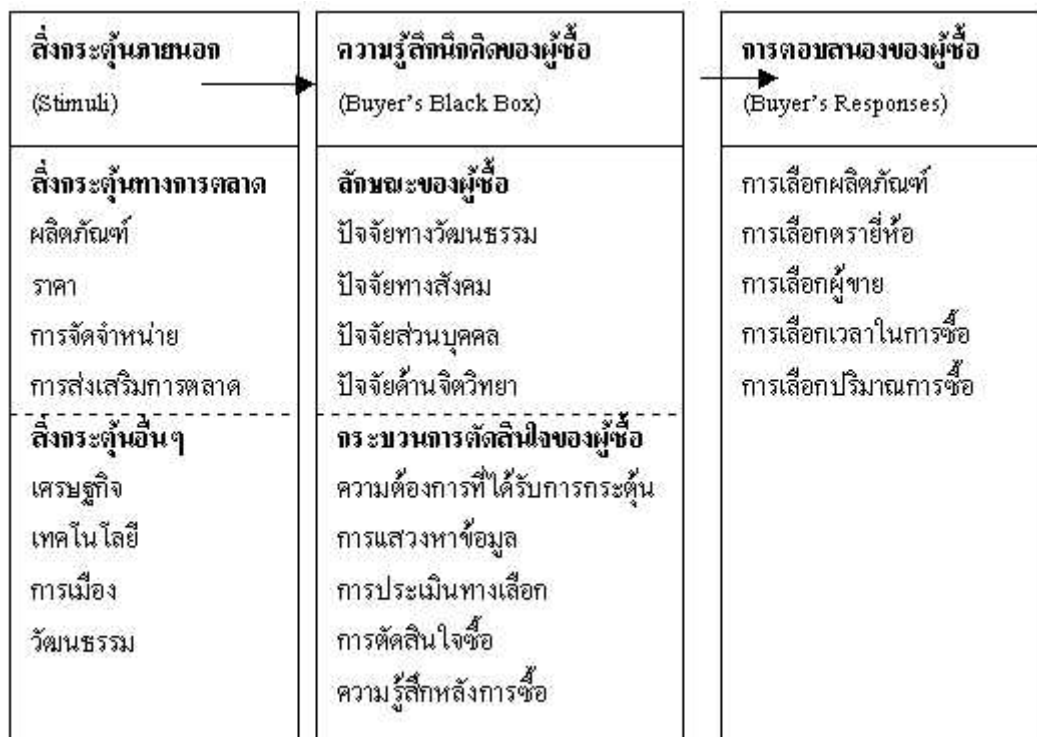 สิ่งกระตุ้นภายนอก
(Stimuli)
สิ่งกระตุ้นทางการตลาด
ผลิตภัณฑ์
ราคา
การจัดจำหน่าย
การส่งเสริมการตลาด
สิ่งกระตุ้นอื่นๆ
เศรษฐกิจ
เทคโนโลยี
การเมือง
วัฒนธรรม
ความรู้สึกนึกคิดของผู้ซื้อ
(Buyer's Black Box)
ลักษณะของผู้ซื้อ
ปัจจัยทางวัฒนธรรม
ปัจจัยทางสังคม
ปัจจัยส่วนบุคคล
ปัจจัยด้านจิตวิทยา
กระบวนการตัดสินใจของผู้ซื้อ
ความต้องการที่ได้รับการกระตุ้น
การแสวงหาข้อมูล
การประเมินทางเลือก
การตัดสินใจซื้อ
ความรู้สึกหลังการซื้อ
การตอบสนองของผู้ซื้อ
(Buyer's Responses)
การเลือกผลิตภัณฑ์
การเลือกตรายี่ห้อ
การเลือกผู้ขาย
การเลือกเวลาในการซื้อ
การเลือกปริมาณการซื้อ